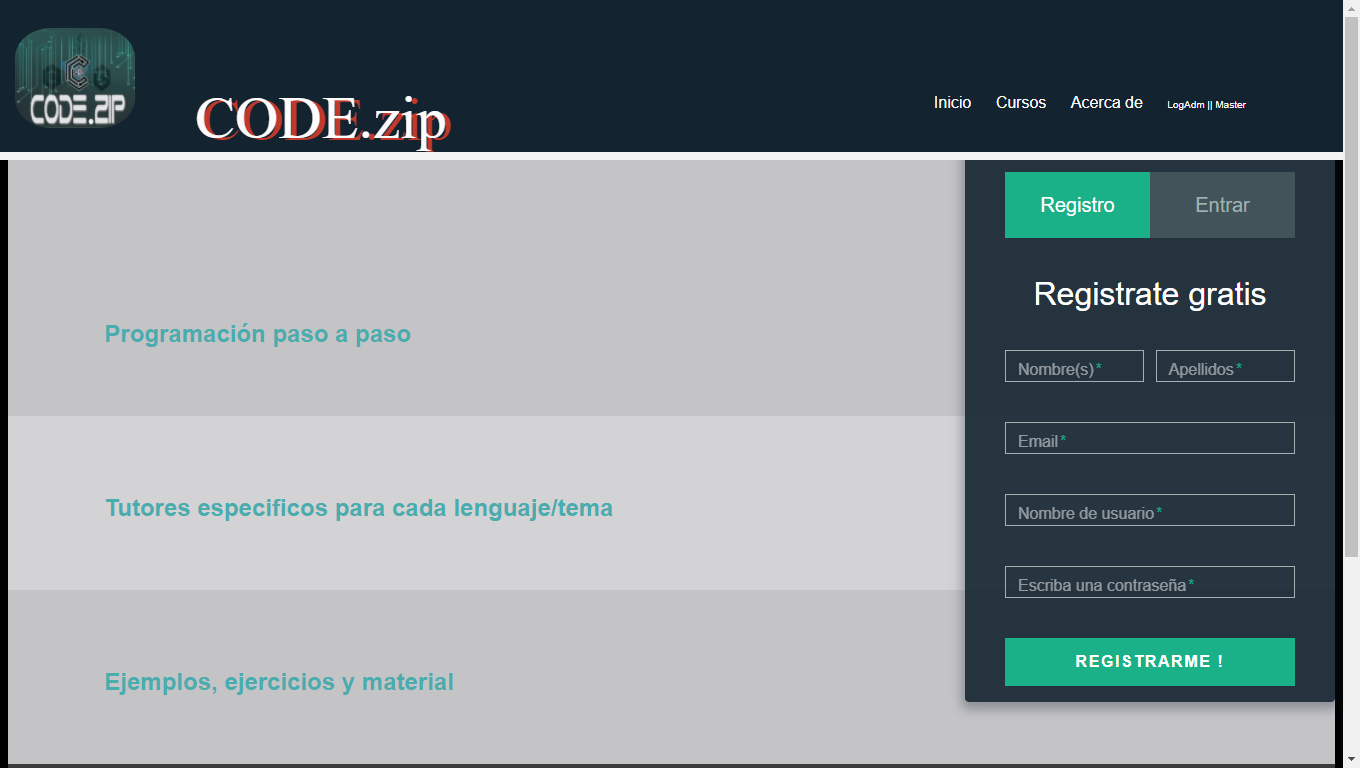 CODE.ZIP
CODE.zip
Inicio Cursos Acerca de LogAdm || Master
Registro Entrar
Registrate gratis
Nombre(s)* Apellidos*
Email*
Nombre de usuario*
Escriba una contraseña*
REGISTRARME !
Programación paso a paso
Tutores especificos para cada lenguaje/tema
Ejemplos, ejercicios y material